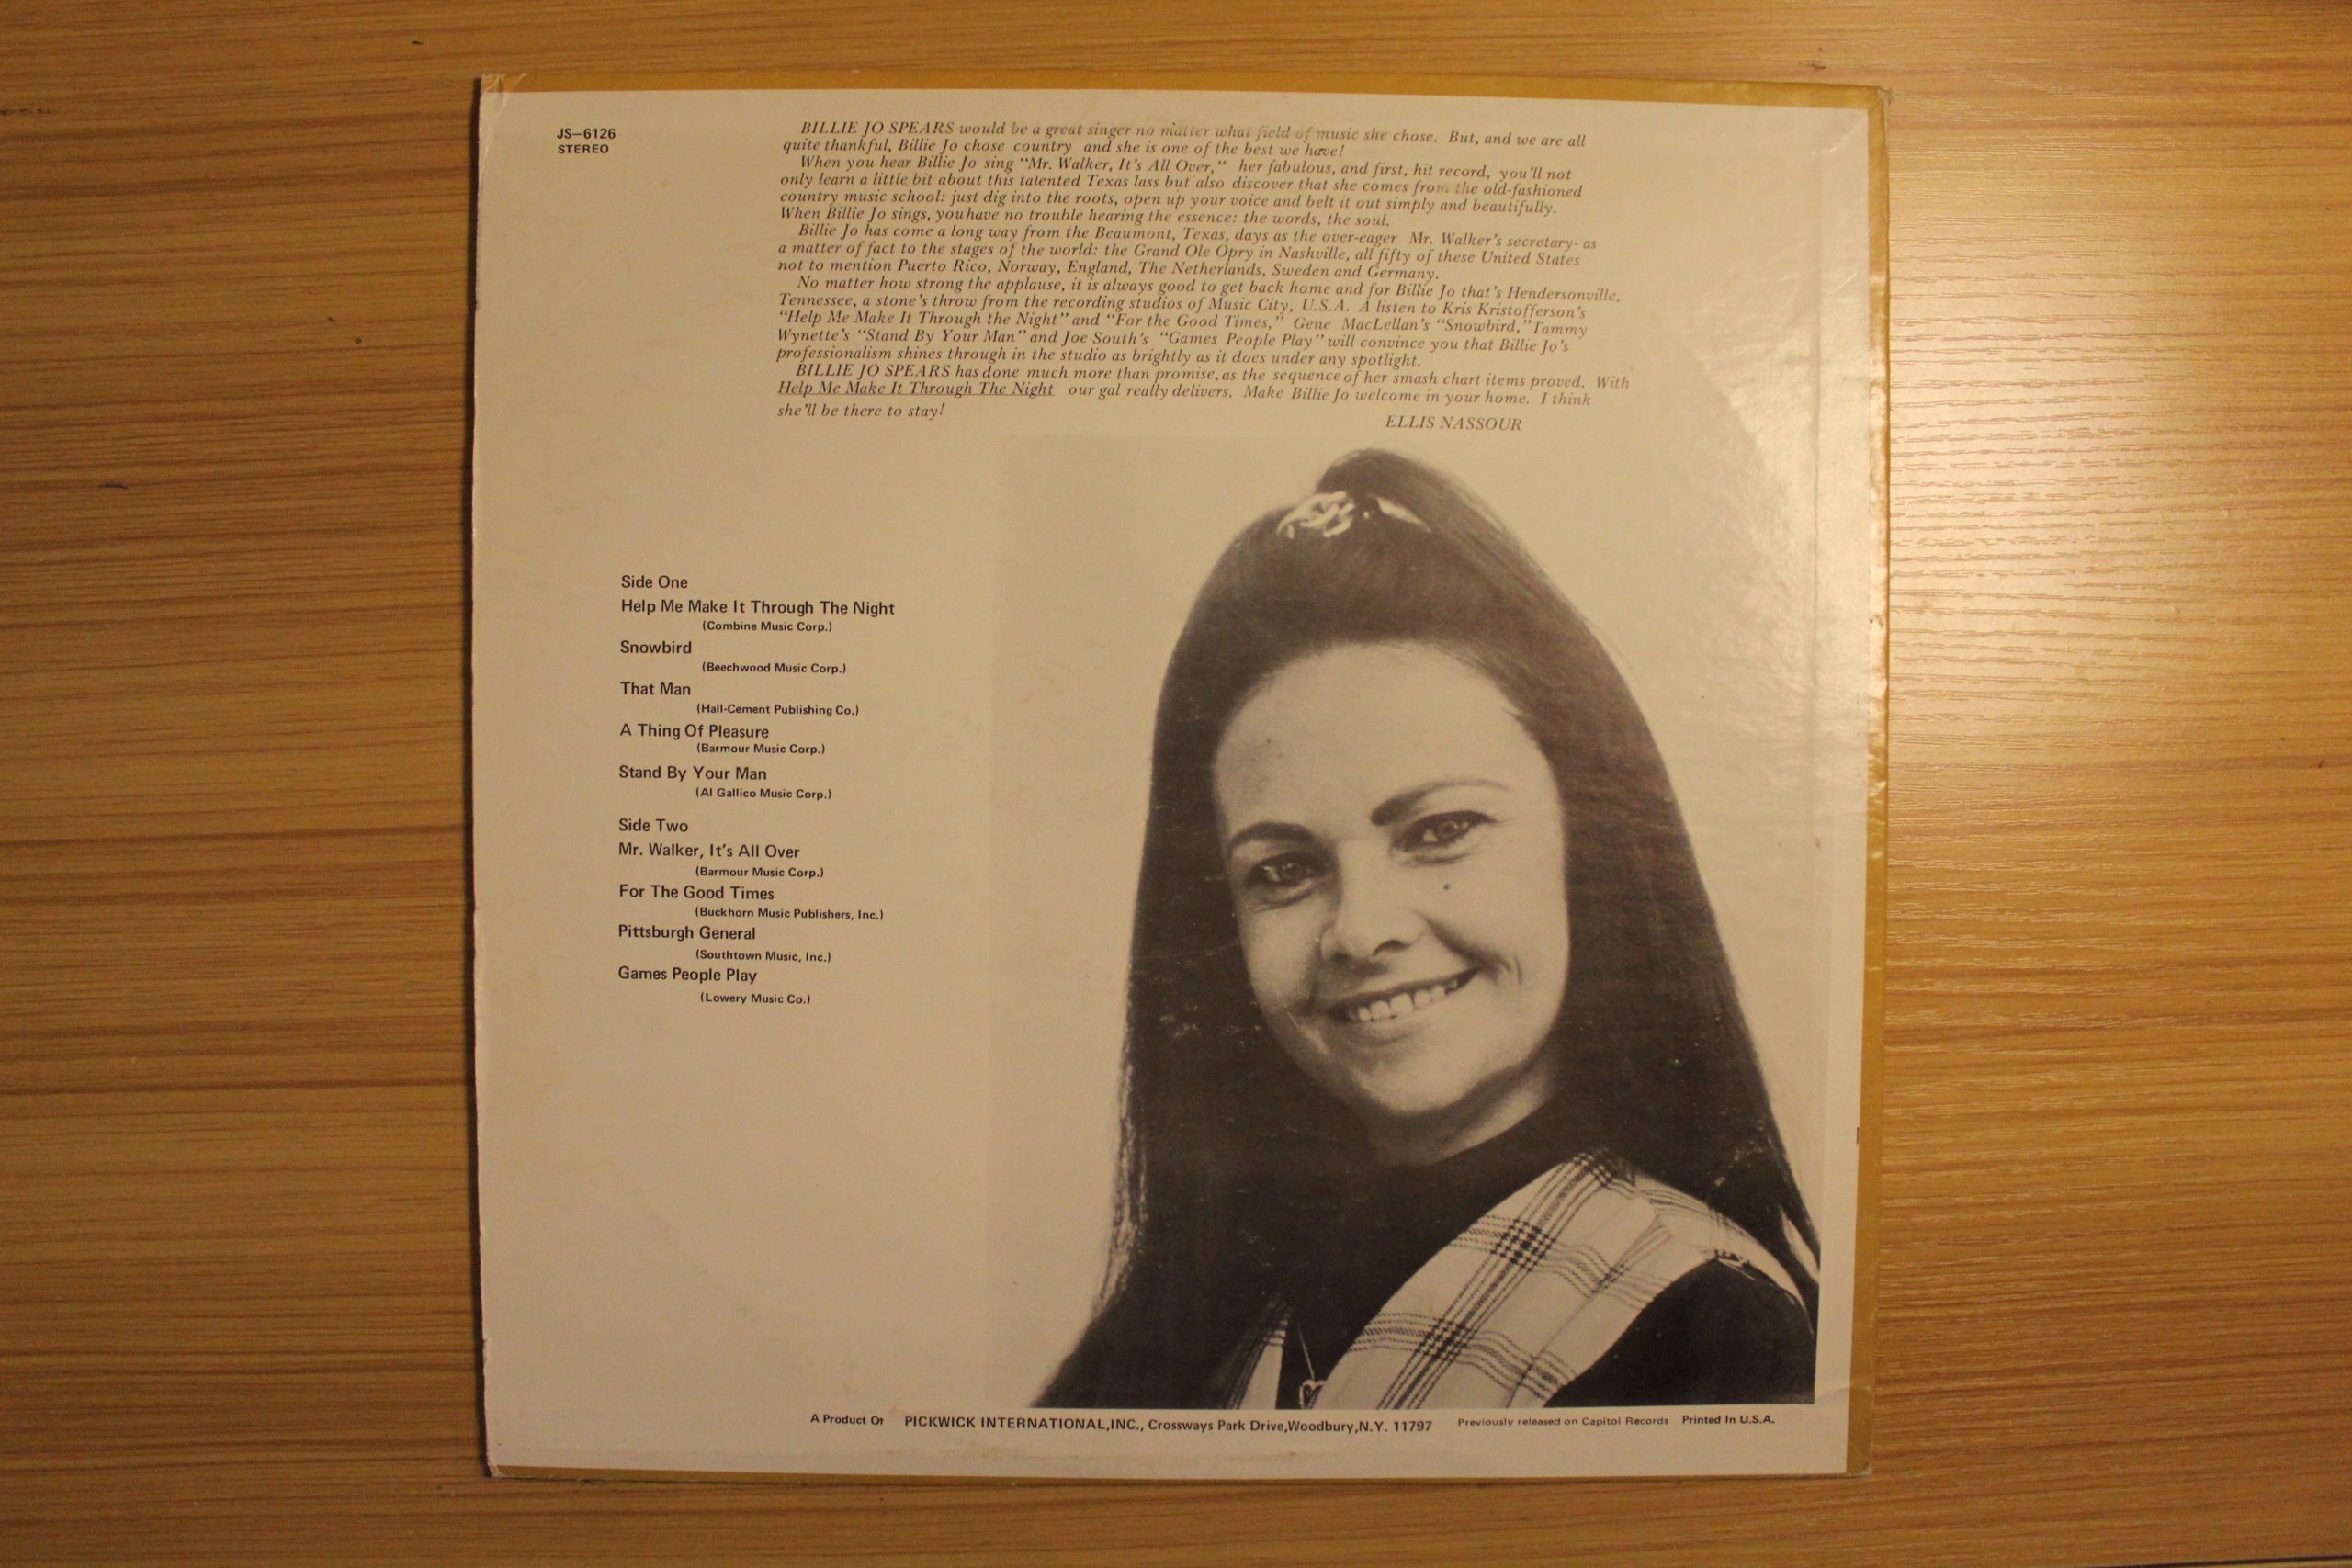 JS–6126
STEREO
BILLIE JO SPEARS would be a great singer no matter what field of music she chose. But, and we are all
quite thankful, Billie Jo chose country and she is one of the best we have!
When you hear Billie Jo sing “Mr. Walker, It’s All Over,” her fabulous, and first, hit record, you’ll not
only learn a little bit about this talented Texas lass but also discover that she comes from the old-fashioned
country music school: just dig into the roots, open up your voice and belt it out simply and beautifully.
When Billie Jo sings, you have no trouble hearing the essence: the words, the soul.
Billie Jo has come a long way from the Beaumont, Texas, days as the over-eager Mr. Walker’s secretary- as
a matter of fact to the stages of the world: the Grand Ole Opry in Nashville, all fifty of these United States
not to mention Puerto Rico, Norway, England, The Netherlands, Sweden and Germany.
No matter how strong the applause, it is always good to get back home and for Billie Jo that’s Hendersonville,
Tennessee, a stone’s throw from the recording studios of Music City, U.S.A. A listen to Kris Kristofferson’s
“Help Me Make It Through the Night” and “For the Good Times,” Gene MacLellan’s “Snowbird,” Tammy
Wynette’s “Stand By Your Man” and Joe South’s “Games People Play” will convince you that Billie Jo’s
professionalism shines through in the studio as brightly as it does under any spotlight.
BILLIE JO SPEARS has done much more than promise, as the sequence of her smash chart items proved. With
Help Me Make It Through The Night our gal really delivers. Make Billie Jo welcome in your home. I think
she’ll be there to stay!
ELLIS NASSOUR
Side One
Help Me Make It Through The Night
(Combine Music Corp.)
Snowbird
(Beechwood Music Corp.)
That Man
(Hall-Cement Publishing Co.)
A Thing Of Pleasure
(Barmour Music Corp.)
Stand By Your Man
(Al Gallico Music Corp.)
Side Two
Mr. Walker, It’s All Over
(Barmour Music Corp.)
For The Good Times
(Buckhorn Music Publishers, Inc.)
Pittsburgh General
(Southtown Music, Inc.)
Games People Play
(Lowery Music Co.)
A Product Of PICKWICK INTERNATIONAL,INC., Crossways Park Drive,Woodbury,N.Y. 11797 Previously released on Capitol Records Printed In U.S.A.